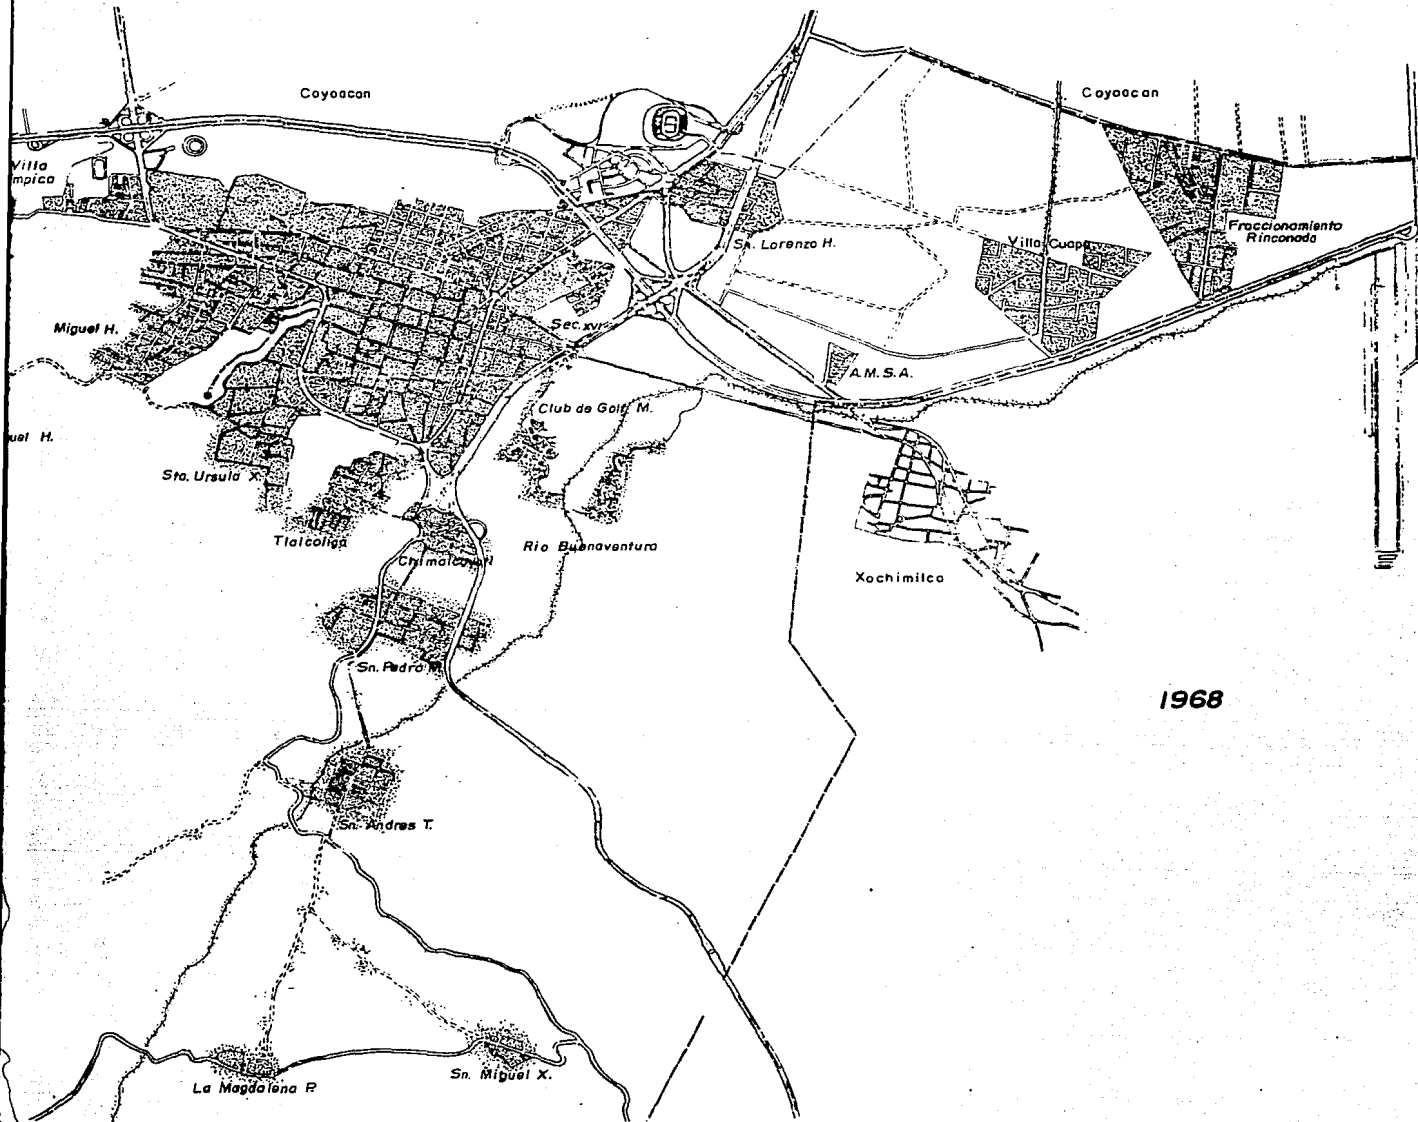 Coyoacan
Coyoacan
Villa
mpica
Fraccionamiento
Rinconada
Sn. Lorenzo H.
Villa Cuapa
Miguel H.
Sec. XVI
A.M.S.A.
Club de Golf M.
uel H.
Sta. Ursula X.
Tlalcoligia
Rio Buenaventura
Chimalcoyotl
Xochimilco
Sn. Pedro M.
1968
Sn. Andres T.
Sn. Miguel X.
La Magdalena P.